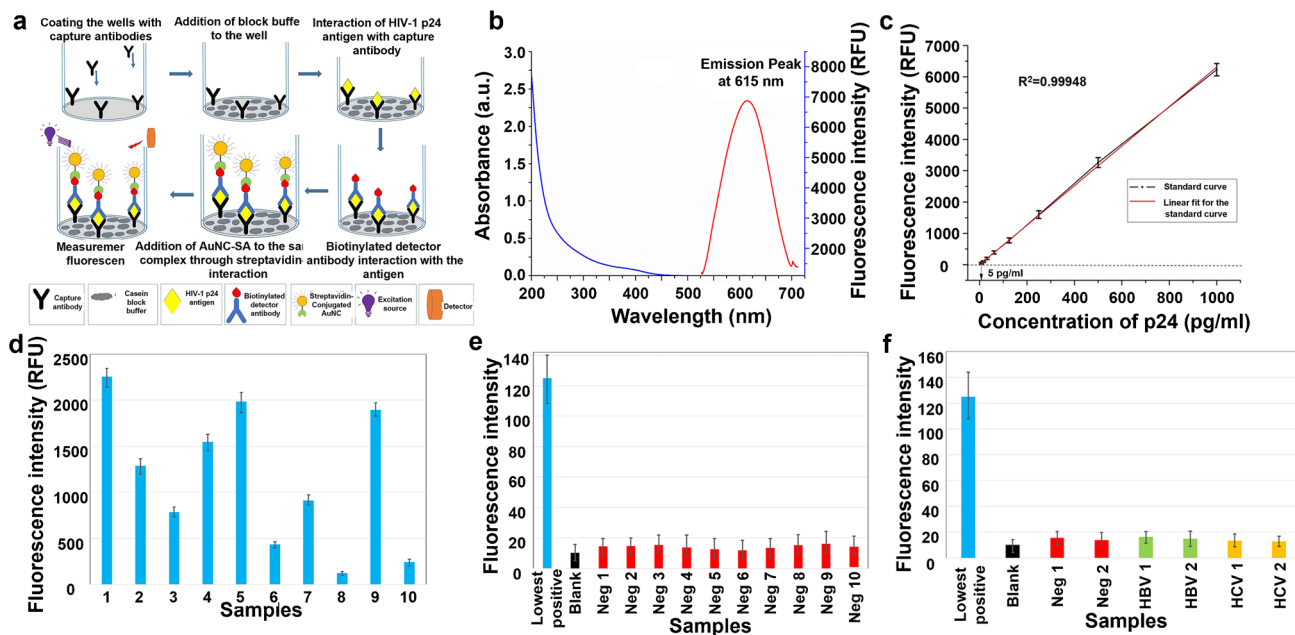 a
Coating the wells with
capture antibodies
Addition of block buffe
to the well
Interaction of HIV-1 p24
antigen with capture
antibody
Measuremer
fluorescen
Addition of AuNC-SA to the sa
complex through streptavidin
interaction
Biotinylated detector
antibody interaction with the
antigen
Capture
antibody
Casein
block
buffer
HIV-1 p24
antigen
Biotinylated
detector
antibody
Streptavidin-
Conjugated
AuNC
Excitation
source
Detector
b
Absorbance (a.u.)
3.0
2.5
2.0
1.5
1.0
0.5
0.0
200
300
400
500
600
700
Wavelength (nm)
Emission Peak
at 615 nm
8000
7000
6000
5000
4000
3000
2000
Fluorescence intensity (RFU)
c
Fluorescence intensity (RFU)
7000
6000
5000
4000
3000
2000
1000
0
R²=0.99948
Standard curve
Linear fit for the
standard curve
5 pg/ml
0
200
400
600
800
1000
Concentration of p24 (pg/ml)
d
Fluorescence intensity (RFU)
2500
2000
1500
1000
500
0
1
2
3
4
5
6
7
8
9
10
Samples
e
Fluorescence intensity
140
120
100
80
60
40
20
0
Lowest
positive
Blank
Neg 1
Neg 2
Neg 3
Neg 4
Neg 5
Neg 6
Neg 7
Neg 8
Neg 9
Neg 10
Samples
f
Fluorescence intensity
160
140
120
100
80
60
40
20
0
Lowest
positive
Blank
Neg 1
Neg 2
HBV 1
HBV 2
HCV 1
HCV 2
Samples